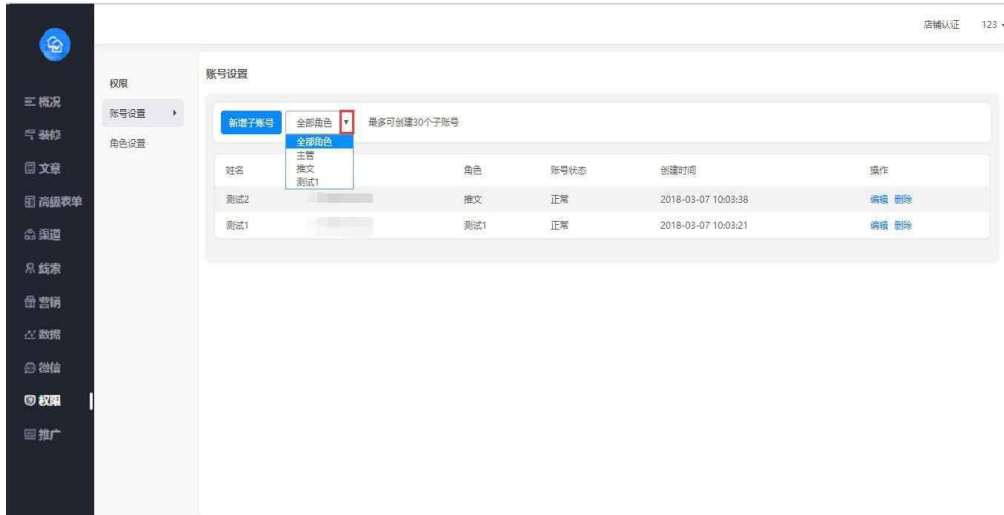 店铺认证 123
概况
装修
文章
高级表单
渠道
线索
营销
数据
微信
权限
推广
权限
账号设置
角色设置
账号设置
新增子账号 全部角色 最多可创建30个子账号
全部角色
主管
推文
测试1
姓名 角色 账号状态 创建时间 操作
测试2 推文 正常 2018-03-07 10:03:38 编辑 删除
测试1 测试1 正常 2018-03-07 10:03:21 编辑 删除